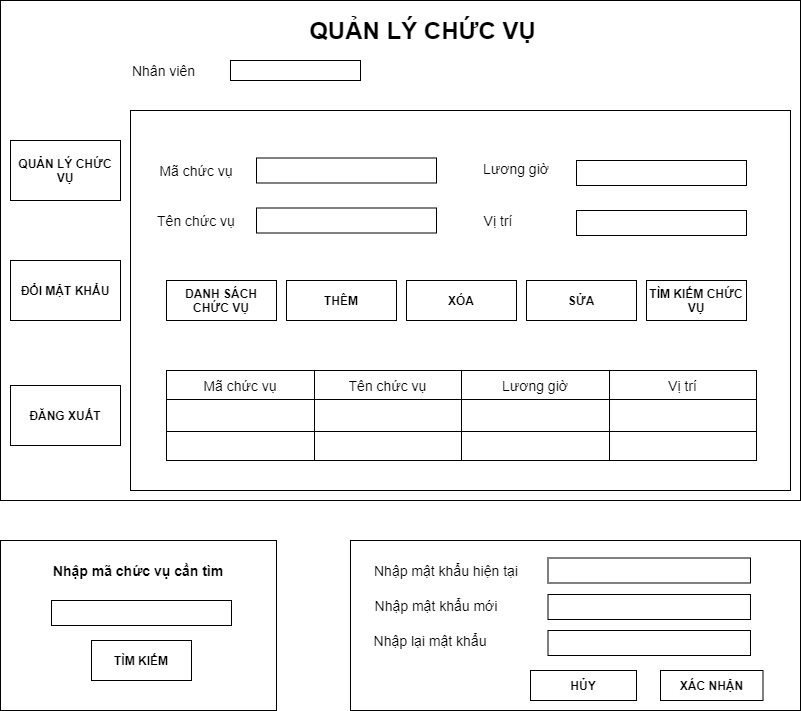 QUẢN LÝ CHỨC VỤ
Nhân viên
QUẢN LÝ CHỨC
VỤ
ĐỔI MẬT KHẨU
ĐĂNG XUẤT
Mã chức vụ
Lương giờ
Tên chức vụ
Vị trí
DANH SÁCH
CHỨC VỤ
THÊM
XÓA
SỬA
TÌM KIẾM CHỨC
VỤ
Mã chức vụ
Tên chức vụ
Lương giờ
Vị trí
Nhập mã chức vụ cần tìm
TÌM KIẾM
Nhập mật khẩu hiện tại
Nhập mật khẩu mới
Nhập lại mật khẩu
HỦY
XÁC NHẬN